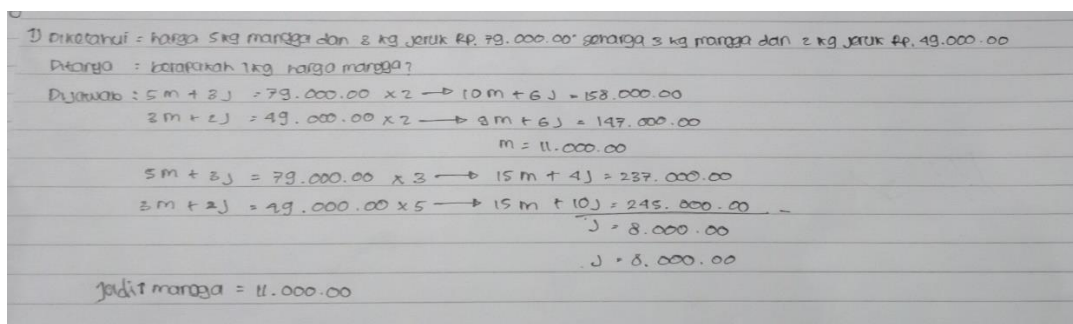 1) Diketahui = harga 5kg mangga dan 3 kg jeruk Rp. 79.000.00 seharga 3 kg mangga dan 2 kg jeruk Rp. 49.000.00
Ditanya : berapakah 1kg harga mangga?
Dijawab : 5m + 3J = 79.000.00 x 2 → 10m + 6J = 158.000.00
3m + 2J = 49.000.00 x 2 → 9m + 6J = 147.000.00
m = 11.000.00
5m + 3J = 79.000.00 x 3 → 15m + 4J = 237.000.00
3m + 2J = 49.000.00 x 5 → 15m + 10J = 245.000.00 -
J = 8.000.00
J = 8.000.00
Jadi 1 mangga = 11.000.00